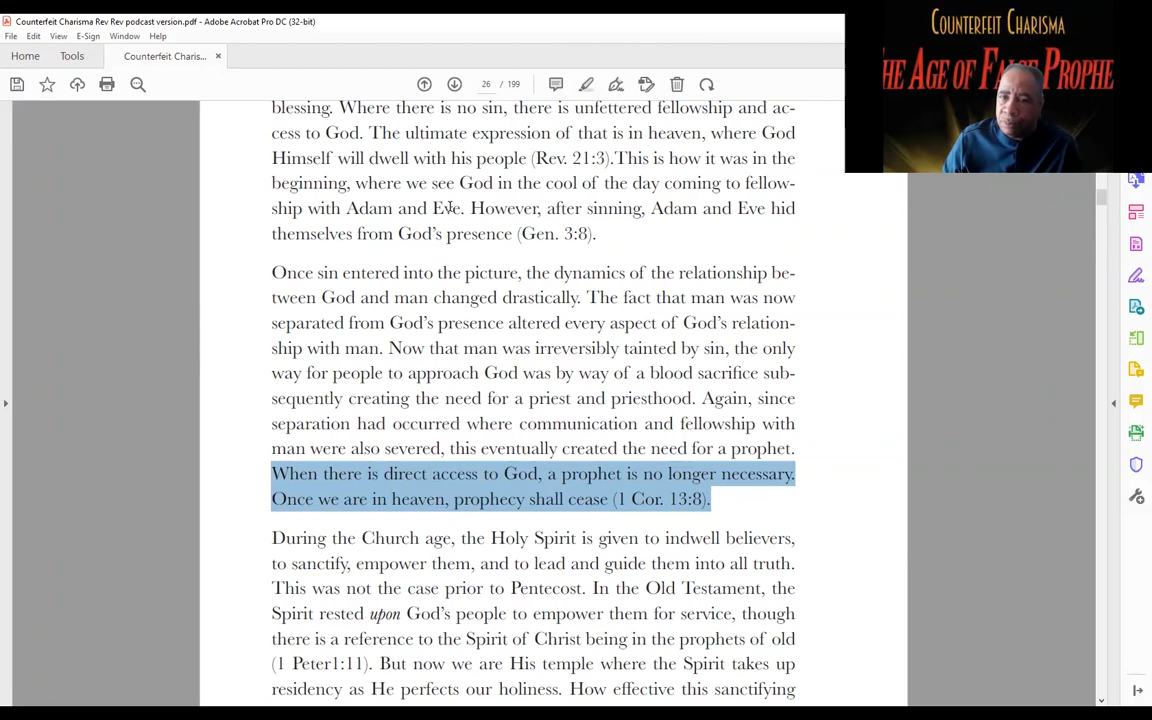 Counterfeit Charisma Rev Rev podcast version.pdf - Adobe Acrobat Pro DC (32-bit)
File Edit View E-Sign Window Help
Home Tools Counterfeit Charis... ×
26 / 199
COUNTERFEIT CHARISMA
THE AGE OF FALSE PROPHE
blessing. Where there is no sin, there is unfettered fellowship and ac-
cess to God. The ultimate expression of that is in heaven, where God
Himself will dwell with his people (Rev. 21:3).This is how it was in the
beginning, where we see God in the cool of the day coming to fellow-
ship with Adam and Eve. However, after sinning, Adam and Eve hid
themselves from God's presence (Gen. 3:8).
Once sin entered into the picture, the dynamics of the relationship be-
tween God and man changed drastically. The fact that man was now
separated from God's presence altered every aspect of God's relation-
ship with man. Now that man was irreversibly tainted by sin, the only
way for people to approach God was by way of a blood sacrifice sub-
sequently creating the need for a priest and priesthood. Again, since
separation had occurred where communication and fellowship with
man were also severed, this eventually created the need for a prophet.
When there is direct access to God, a prophet is no longer necessary.
Once we are in heaven, prophecy shall cease (1 Cor. 13:8).
During the Church age, the Holy Spirit is given to indwell believers,
to sanctify, empower them, and to lead and guide them into all truth.
This was not the case prior to Pentecost. In the Old Testament, the
Spirit rested upon God's people to empower them for service, though
there is a reference to the Spirit of Christ being in the prophets of old
(1 Peter1:11). But now we are His temple where the Spirit takes up
residency as He perfects our holiness. How effective this sanctifying